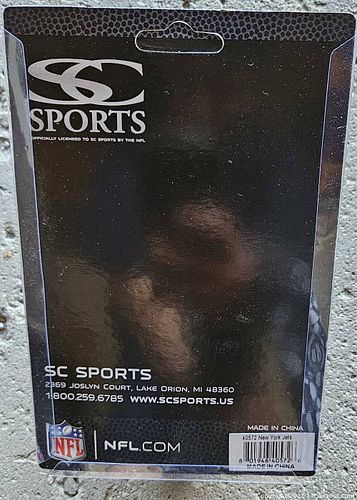 SC
SPORTS
OFFICIALLY LICENSED TO SC SPORTS BY THE NFL
SC SPORTS
2369 JOSLYN COURT, LAKE ORION, MI 48360
1.800.259.6785 WWW.SCSPORTS.US
NFL
NFL.COM
MADE IN CHINA
40572 New York Jets
MADE IN CHINA